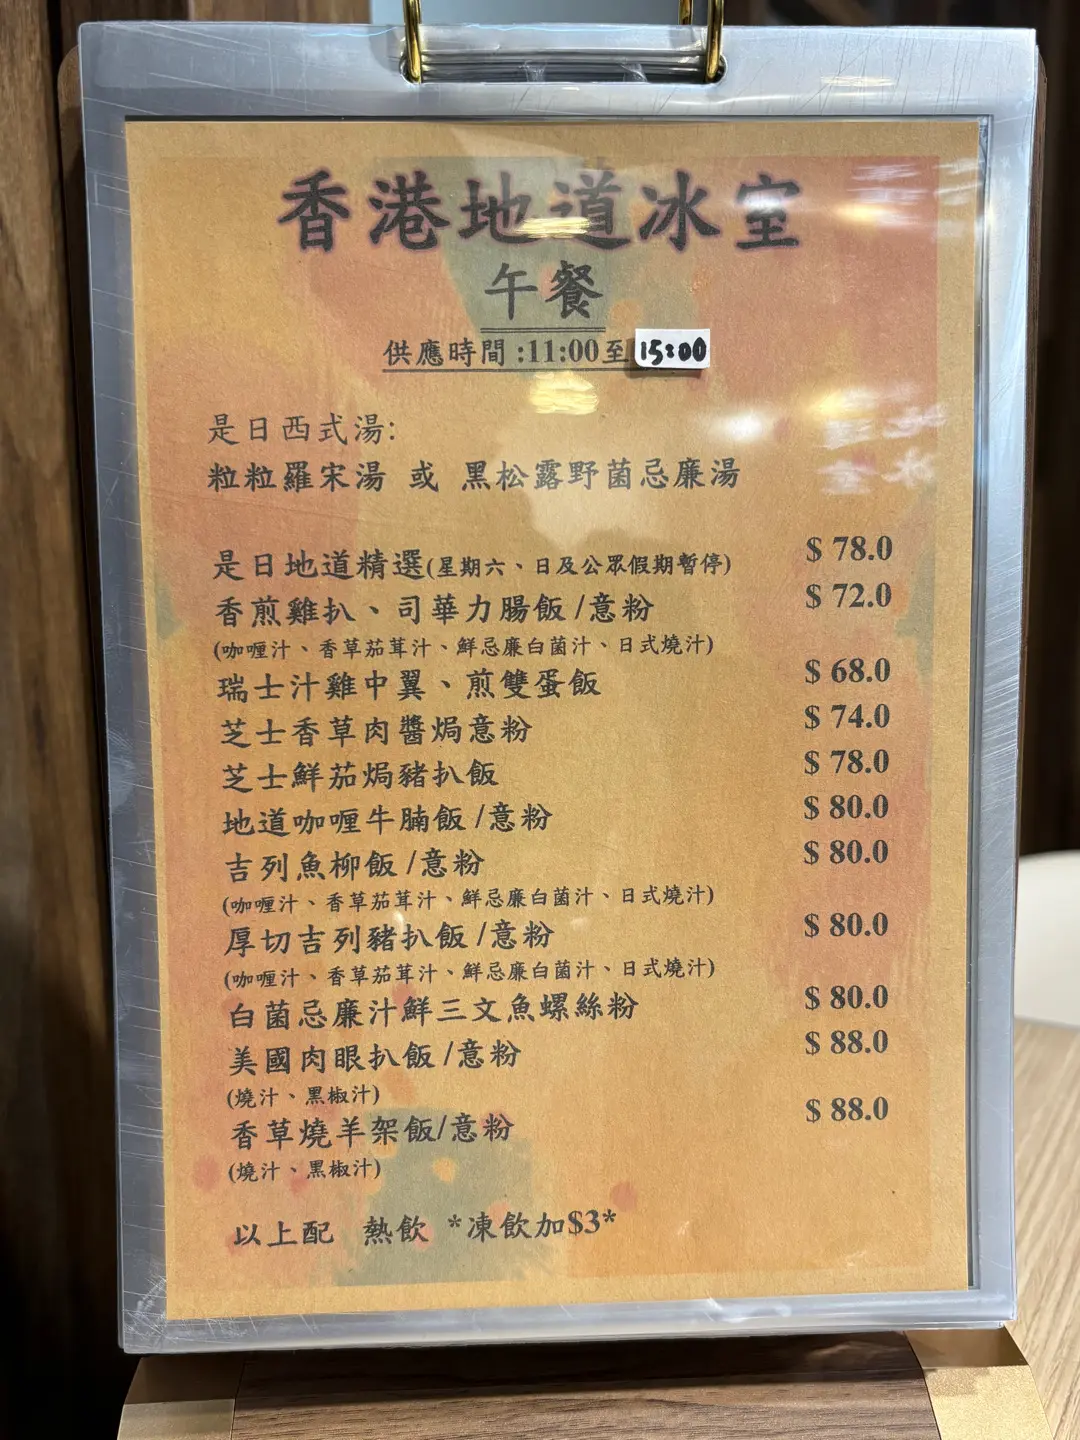 香港地道冰室
午餐
供應時間:11:00至15:00
是日西式湯:
粒粒羅宋湯 或 黑松露野菌忌廉湯
是日地道精選(星期六、日及公眾假期暫停) $ 78.0
香煎雞扒、司華力腸飯/意粉 $ 72.0
(咖喱汁、香草茄茸汁、鮮忌廉白菌汁、日式燒汁)
瑞士汁雞中翼、煎雙蛋飯 $ 68.0
芝士香草肉醬焗意粉 $ 74.0
芝士鮮茄焗豬扒飯 $ 78.0
地道咖喱牛腩飯/意粉 $ 80.0
吉列魚柳飯/意粉 $ 80.0
(咖喱汁、香草茄茸汁、鮮忌廉白菌汁、日式燒汁)
厚切吉列豬扒飯/意粉 $ 80.0
(咖喱汁、香草茄茸汁、鮮忌廉白菌汁、日式燒汁)
白菌忌廉汁鮮三文魚螺絲粉 $ 80.0
美國肉眼扒飯/意粉 $ 88.0
(燒汁、黑椒汁)
香草燒羊架飯/意粉 $ 88.0
(燒汁、黑椒汁)
以上配 熱飲 *凍飲加$3*